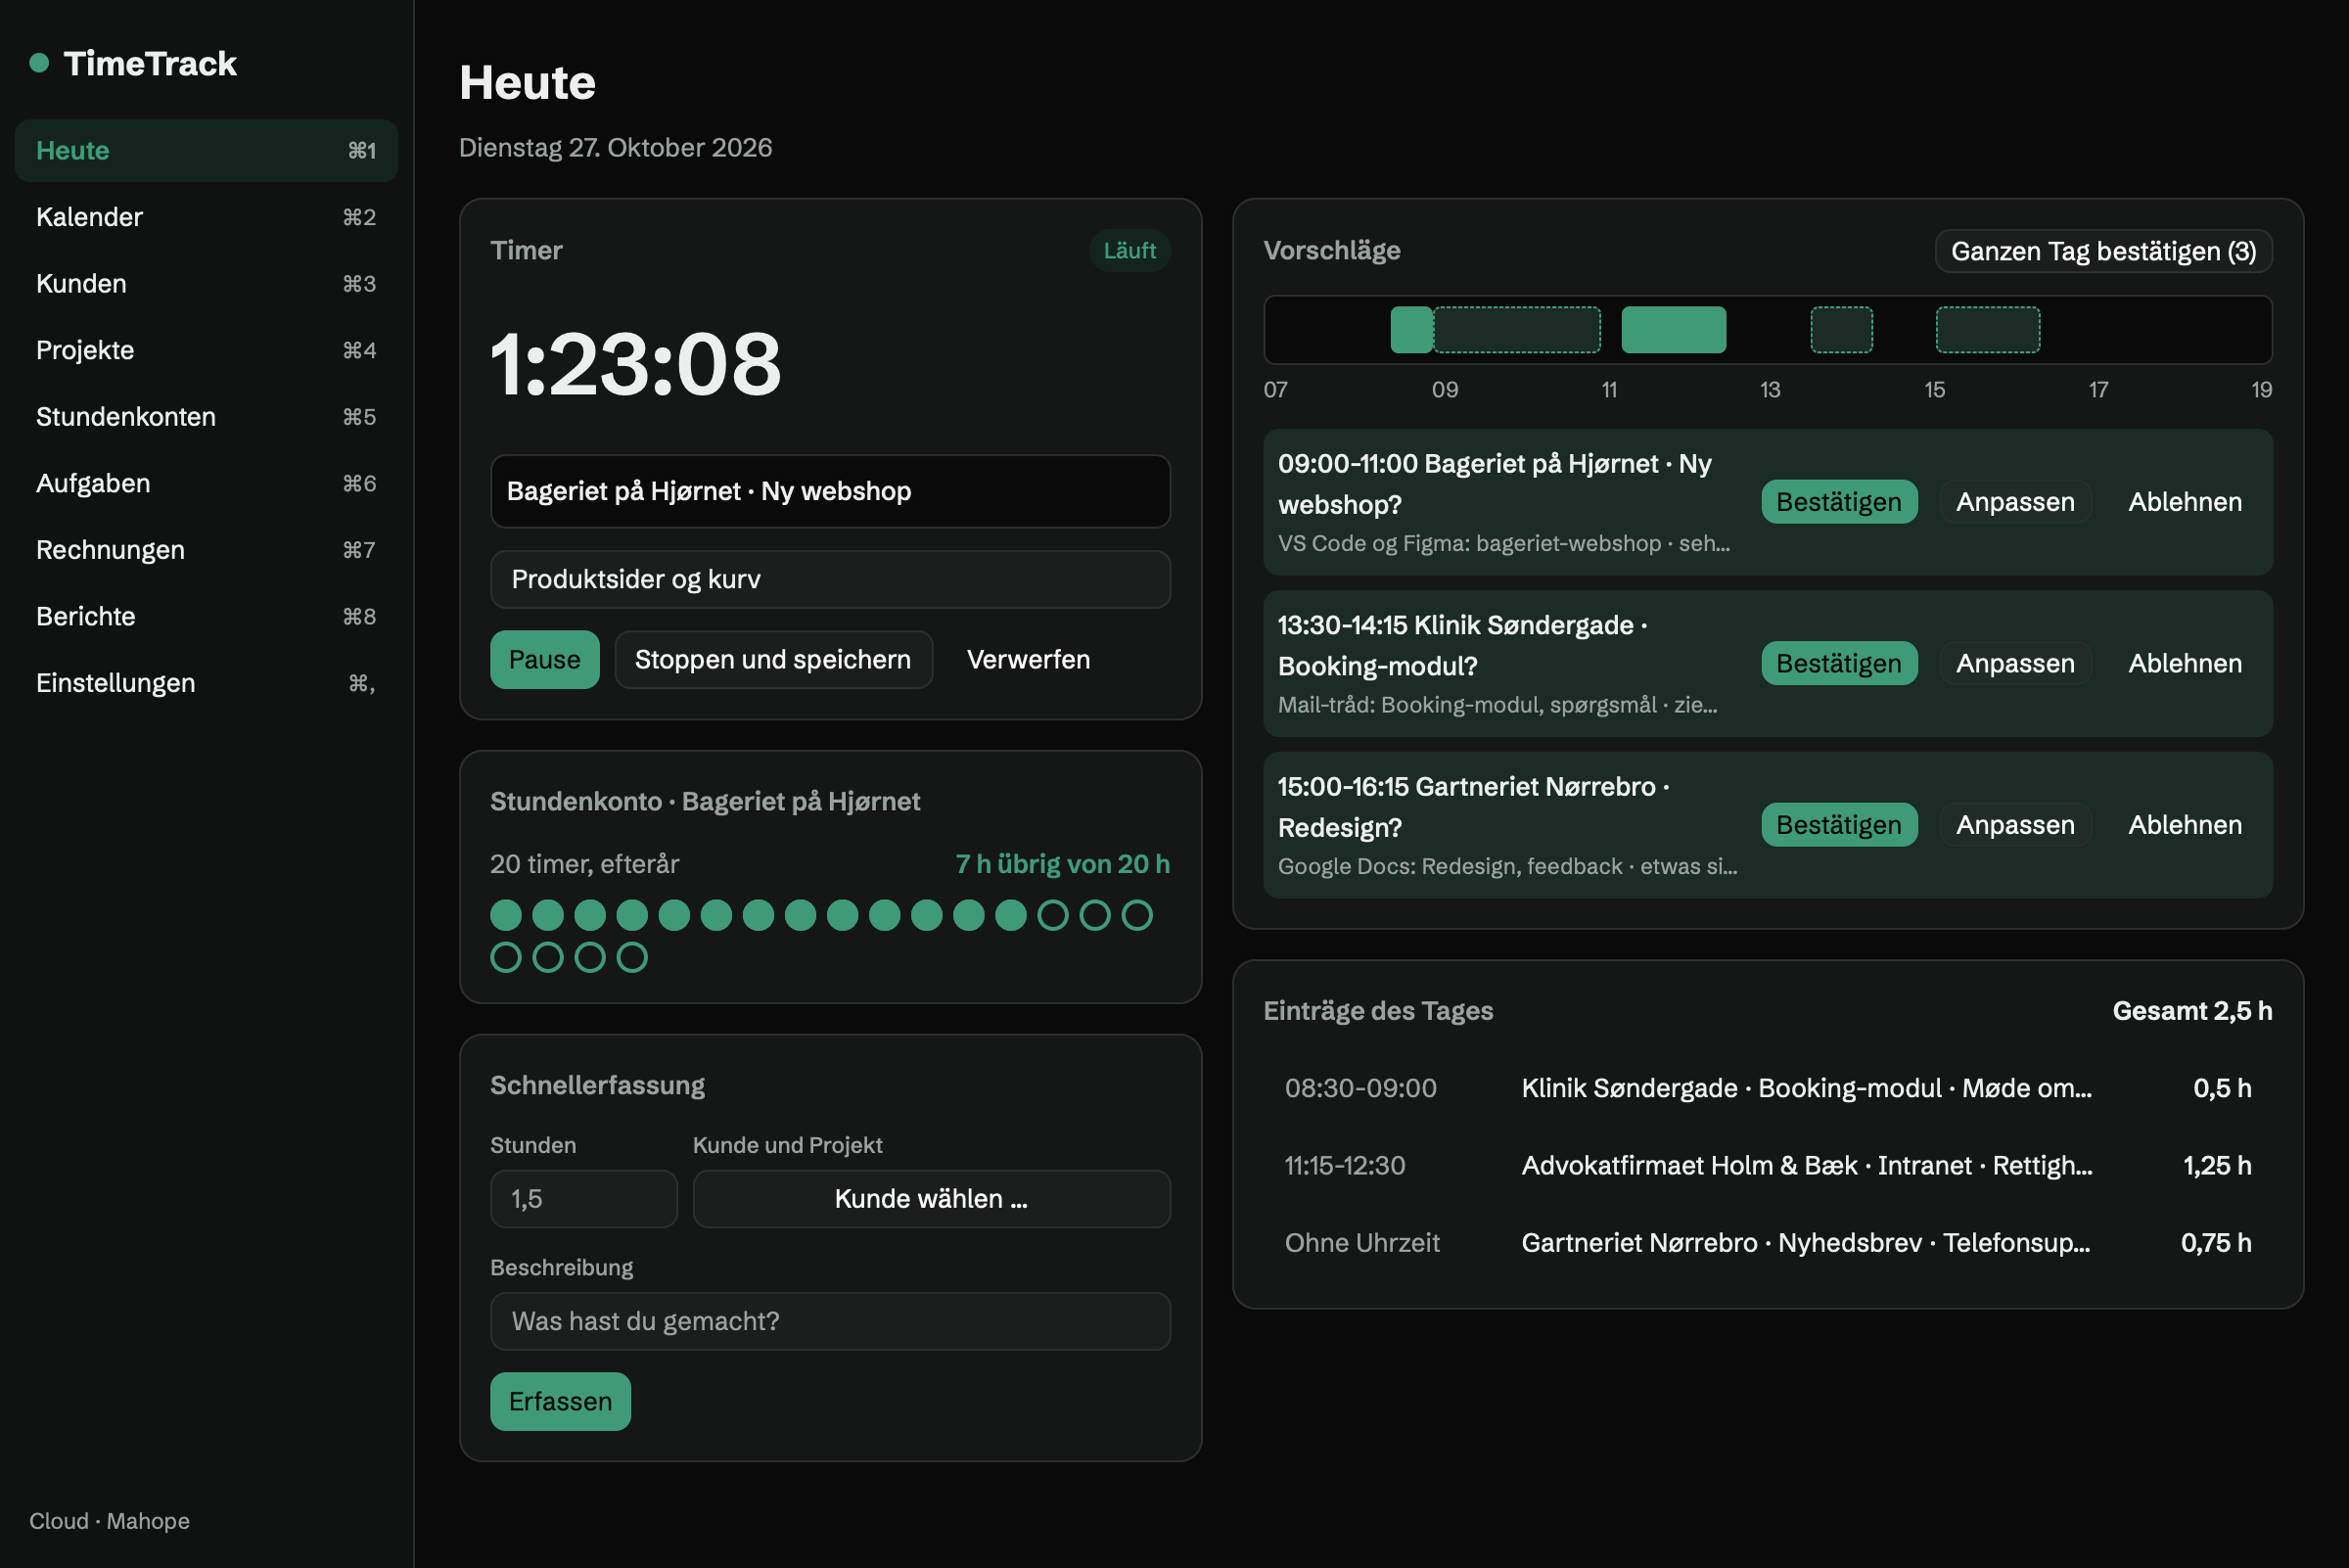 TimeTrack
Heute ⌘1
Kalender ⌘2
Kunden ⌘3
Projekte ⌘4
Stundenkonten ⌘5
Aufgaben ⌘6
Rechnungen ⌘7
Berichte ⌘8
Einstellungen ⌘,
Cloud · Mahope
Heute
Dienstag 27. Oktober 2026
Timer Läuft
1:23:08
Bageriet på Hjørnet · Ny webshop
Produktsider og kurv
Pause Stoppen und speichern Verwerfen
Stundenkonto · Bageriet på Hjørnet
20 timer, efterår 7 h übrig von 20 h
Schnellerfassung
Stunden Kunde und Projekt
1,5 Kunde wählen ...
Beschreibung
Was hast du gemacht?
Erfassen
Vorschläge Ganzen Tag bestätigen (3)
07 09 11 13 15 17 19
09:00-11:00 Bageriet på Hjørnet · Ny
webshop?
VS Code og Figma: bageriet-webshop · seh...
Bestätigen Anpassen Ablehnen
13:30-14:15 Klinik Søndergade ·
Booking-modul?
Mail-tråd: Booking-modul, spørgsmål · zie...
Bestätigen Anpassen Ablehnen
15:00-16:15 Gartneriet Nørrebro ·
Redesign?
Google Docs: Redesign, feedback · etwas si...
Bestätigen Anpassen Ablehnen
Einträge des Tages Gesamt 2,5 h
08:30-09:00 Klinik Søndergade · Booking-modul · Møde om... 0,5 h
11:15-12:30 Advokatfirmaet Holm & Bæk · Intranet · Rettigh... 1,25 h
Ohne Uhrzeit Gartneriet Nørrebro · Nyhedsbrev · Telefonsup... 0,75 h